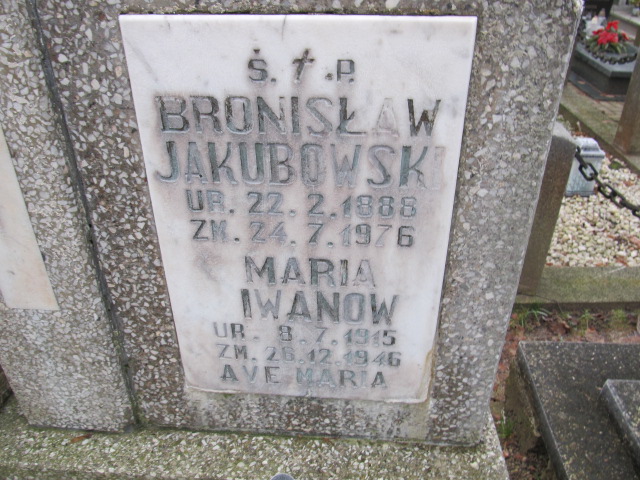 Ś. † P.
BRONISŁAW
JAKUBOWSKI
UR. 22. 2. 1888
ZM. 24. 7. 1976
MARIA
IWANOW
UR. 8. 7. 1915
ZM. 26. 12. 1946
AVE MARIA